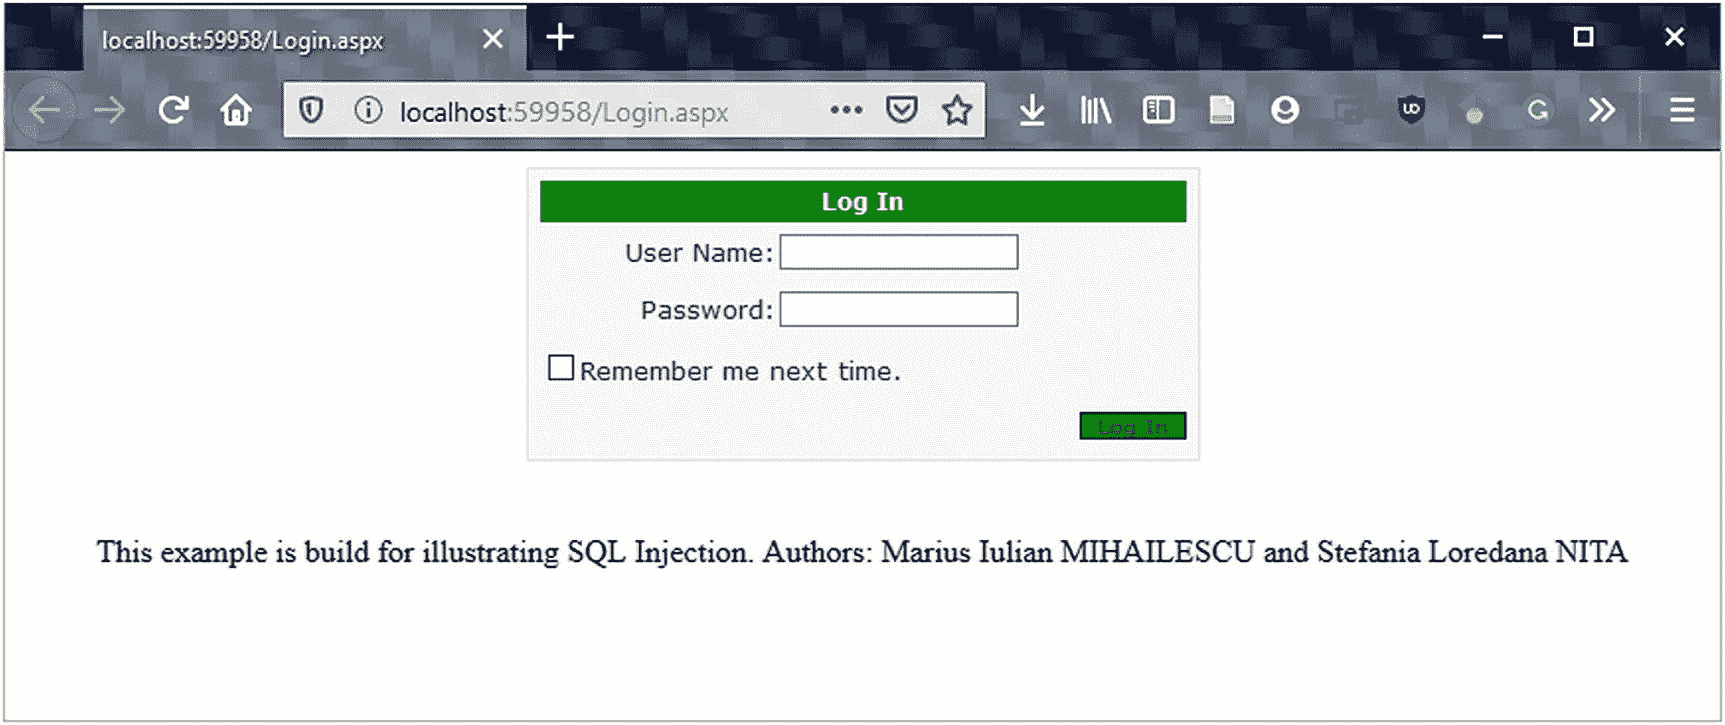 localhost:59958/Login.aspx
localhost:59958/Login.aspx
Log In
User Name:
Password:
Remember me next time.
Log In
This example is build for illustrating SQL Injection. Authors: Marius Iulian MIHAILESCU and Stefania Loredana NITA